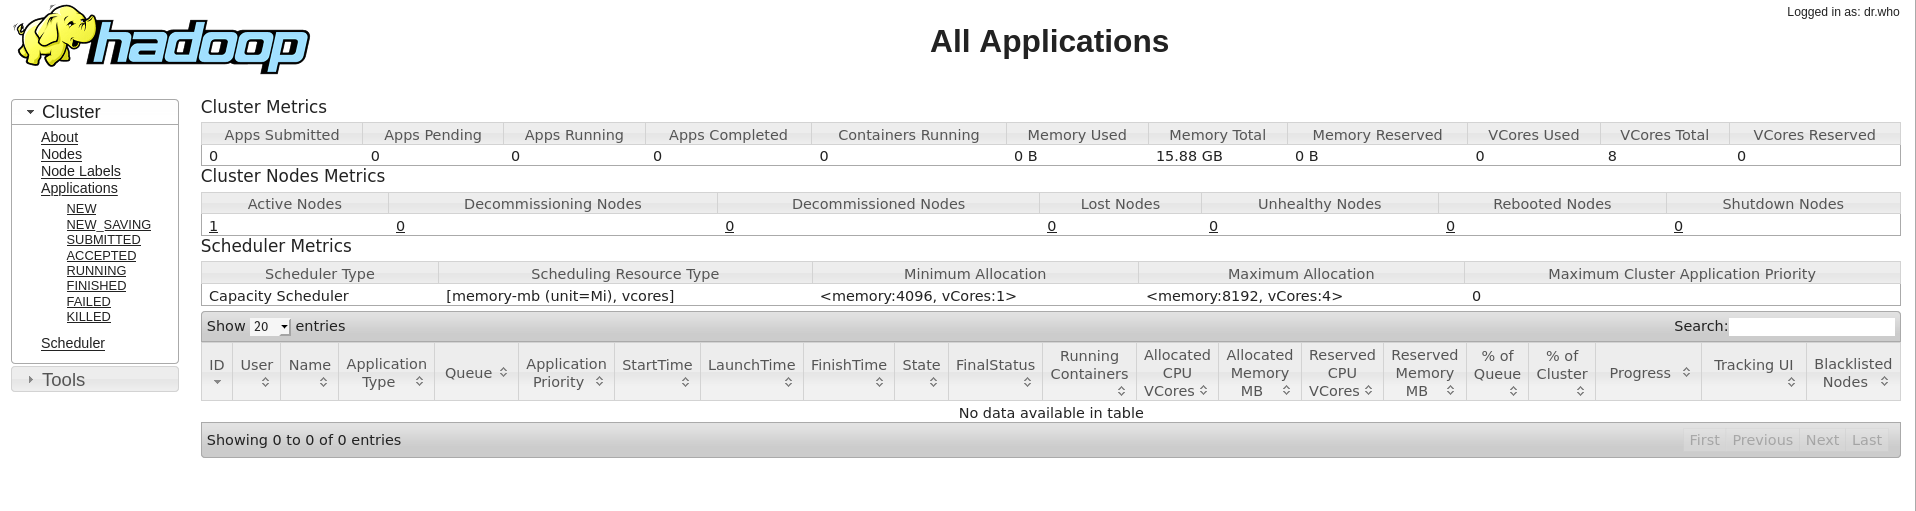 hadoop
All Applications
Logged in as: dr.who
Cluster
About
Nodes
Node Labels
Applications
NEW
NEW_SAVING
SUBMITTED
ACCEPTED
RUNNING
FINISHED
FAILED
KILLED
Scheduler
Tools
Cluster Metrics
Apps Submitted Apps Pending Apps Running Apps Completed Containers Running Memory Used Memory Total Memory Reserved VCores Used VCores Total VCores Reserved
0 0 0 0 0 0 B 15.88 GB 0 B 0 8 0
Cluster Nodes Metrics
Active Nodes Decommissioning Nodes Decommissioned Nodes Lost Nodes Unhealthy Nodes Rebooted Nodes Shutdown Nodes
1 0 0 0 0 0 0
Scheduler Metrics
Scheduler Type Scheduling Resource Type Minimum Allocation Maximum Allocation Maximum Cluster Application Priority
Capacity Scheduler [memory-mb (unit=Mi), vcores] <memory:4096, vCores:1> <memory:8192, vCores:4> 0
Show 20 entries Search:
ID User Name Application Type Queue Application Priority StartTime LaunchTime FinishTime State FinalStatus Running Containers Allocated CPU VCores Allocated Memory MB Reserved CPU VCores Reserved Memory MB % of Queue % of Cluster Progress Tracking UI Blacklisted Nodes
No data available in table
Showing 0 to 0 of 0 entries First Previous Next Last